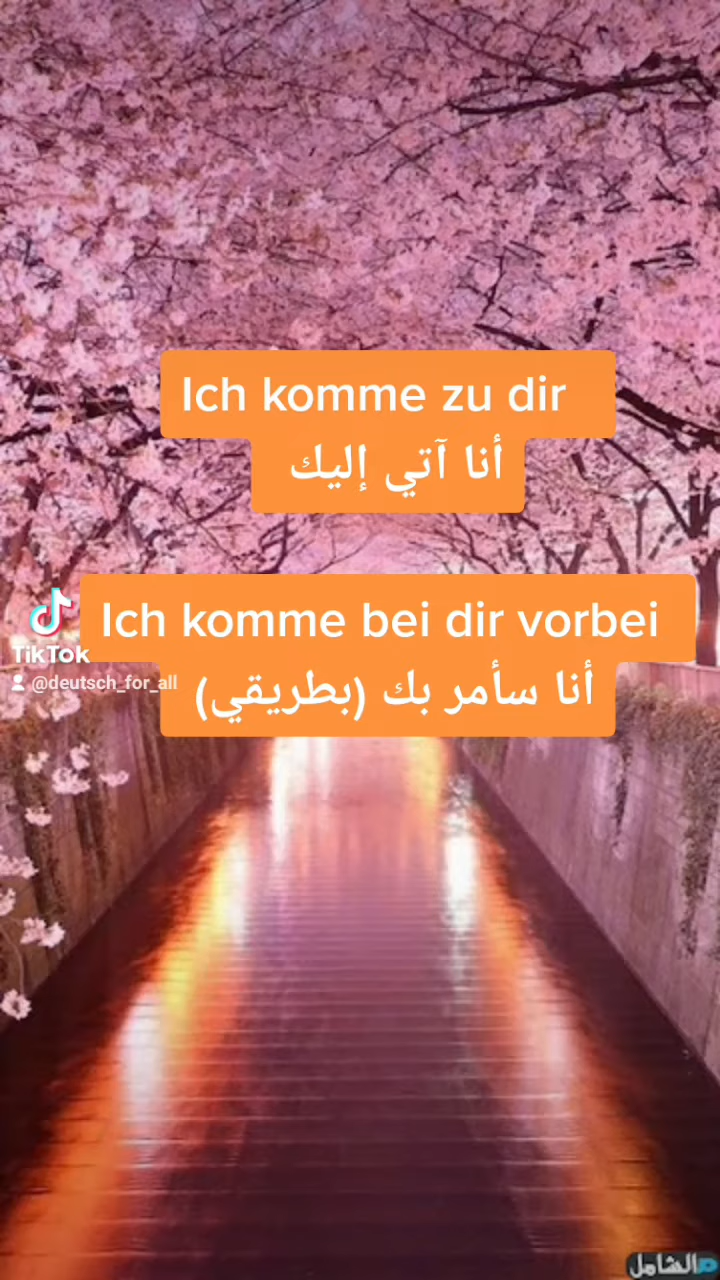 Ich komme zu dir
أنا آتي إليك
Ich komme bei dir vorbei
أنا سأمر بك (بطريقي)
TikTok
@deutsch_for_all
الشامل